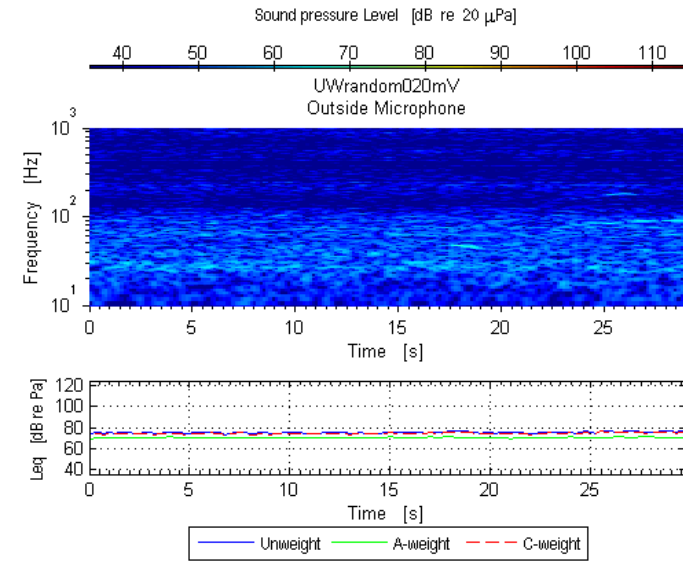 Sound pressure Level [dB re 20 µPa]
40 50 60 70 80 90 100 110
UWrandom020mV
Outside Microphone
10^3
10^2
10^1
Frequency [Hz]
0 5 10 15 20 25
Time [s]
120
100
80
60
40
Leq [dB re Pa]
0 5 10 15 20 25
Time [s]
Unweight A-weight C-weight